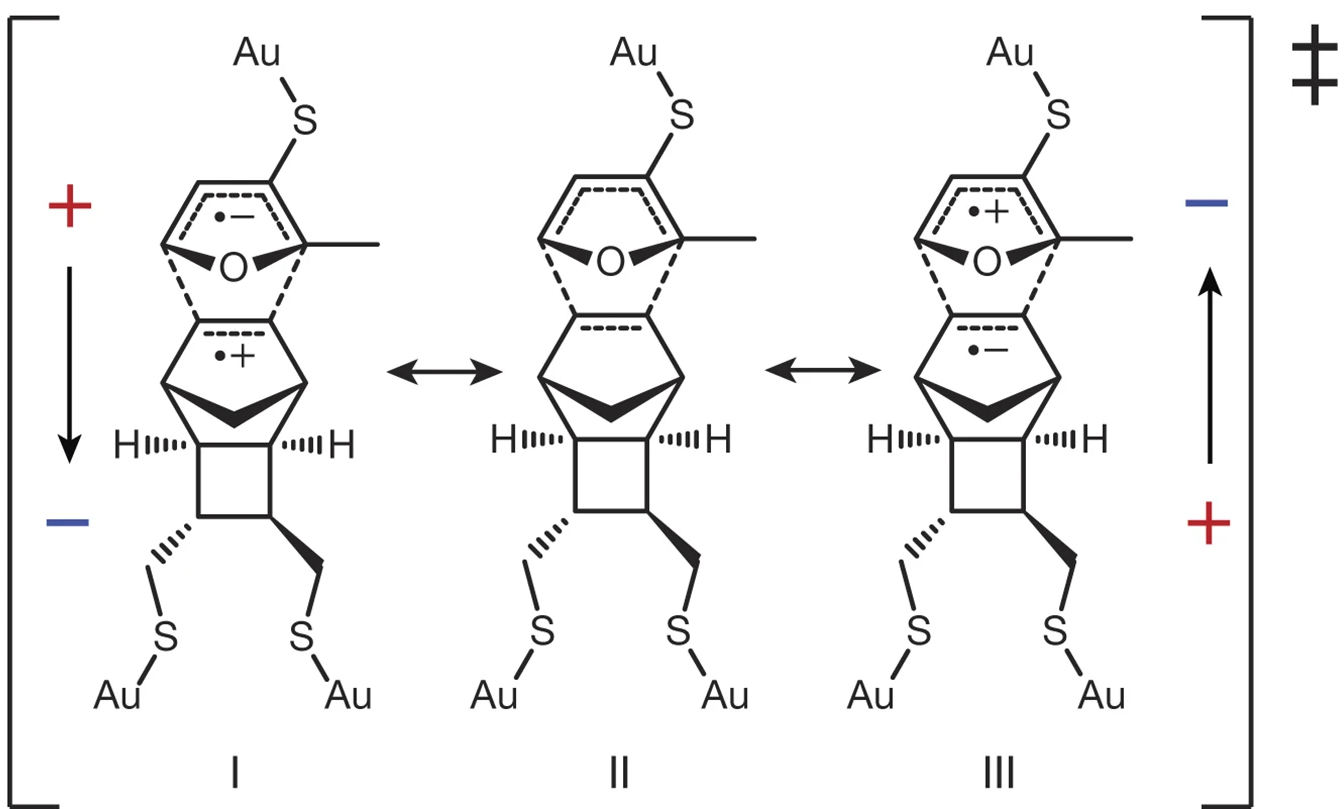 Au Au Au
S S S
+ •− •+ −
O O O
•+ •−
H H H H H H
− +
S S S S S S
Au Au Au Au Au Au
I II III
‡